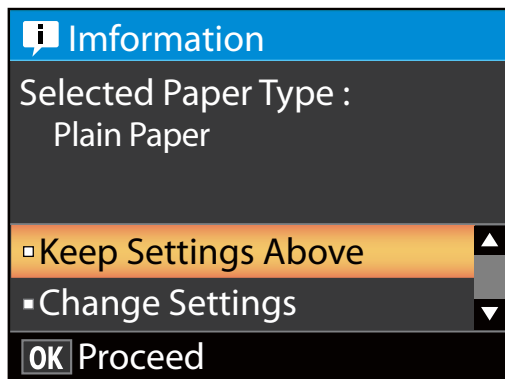 Imformation
Selected Paper Type :
Plain Paper
Keep Settings Above
Change Settings
OK Proceed